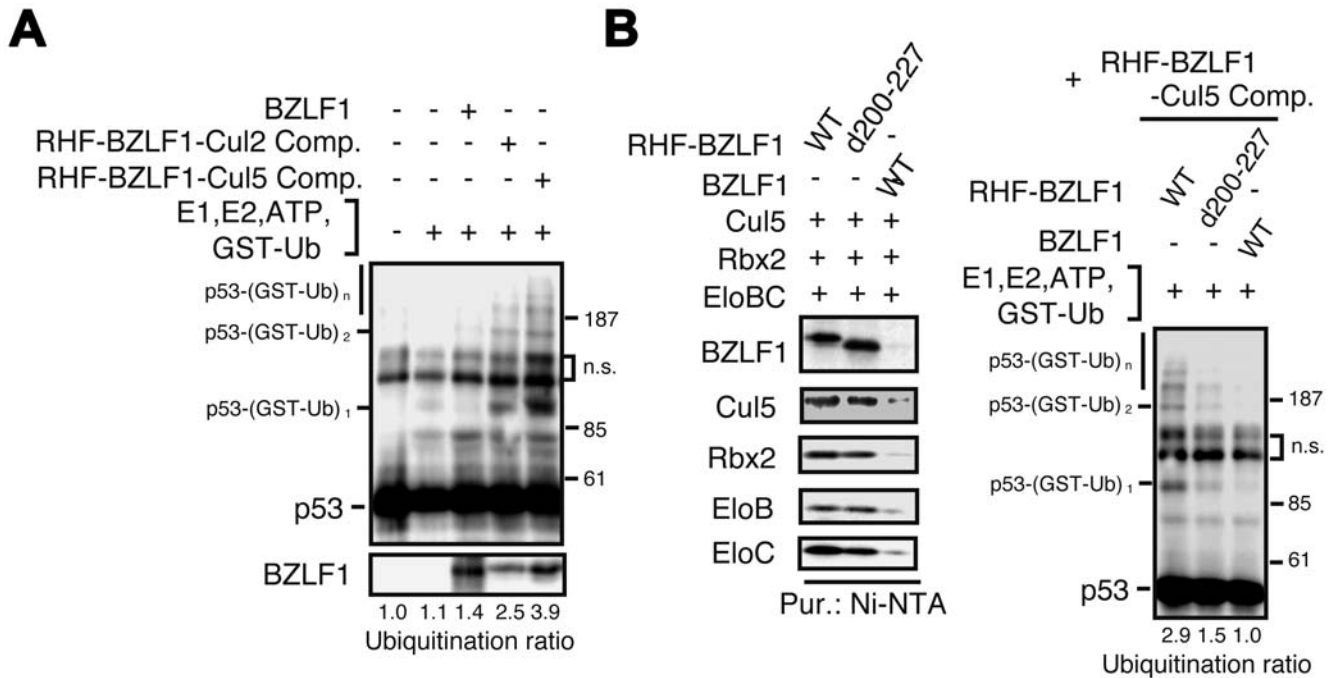 A
BZLF1 - - + - -
RHF-BZLF1-Cul2 Comp. - - - + -
RHF-BZLF1-Cul5 Comp. - - - - +
E1,E2,ATP,
GST-Ub - + + + +
p53-(GST-Ub) n
187
p53-(GST-Ub) 2
n.s.
p53-(GST-Ub) 1
85
61
p53
BZLF1
1.0 1.1 1.4 2.5 3.9
Ubiquitination ratio
B
RHF-BZLF1 WT d200-227 -
BZLF1 - - WT
Cul5 + + +
Rbx2 + + +
EloBC + + +
BZLF1
Cul5
Rbx2
EloB
EloC
Pur.: Ni-NTA
+ RHF-BZLF1
-Cul5 Comp.
RHF-BZLF1 WT d200-227 -
BZLF1 - - WT
E1,E2,ATP,
GST-Ub + + +
p53-(GST-Ub) n
187
p53-(GST-Ub) 2
n.s.
p53-(GST-Ub) 1
85
61
p53
2.9 1.5 1.0
Ubiquitination ratio